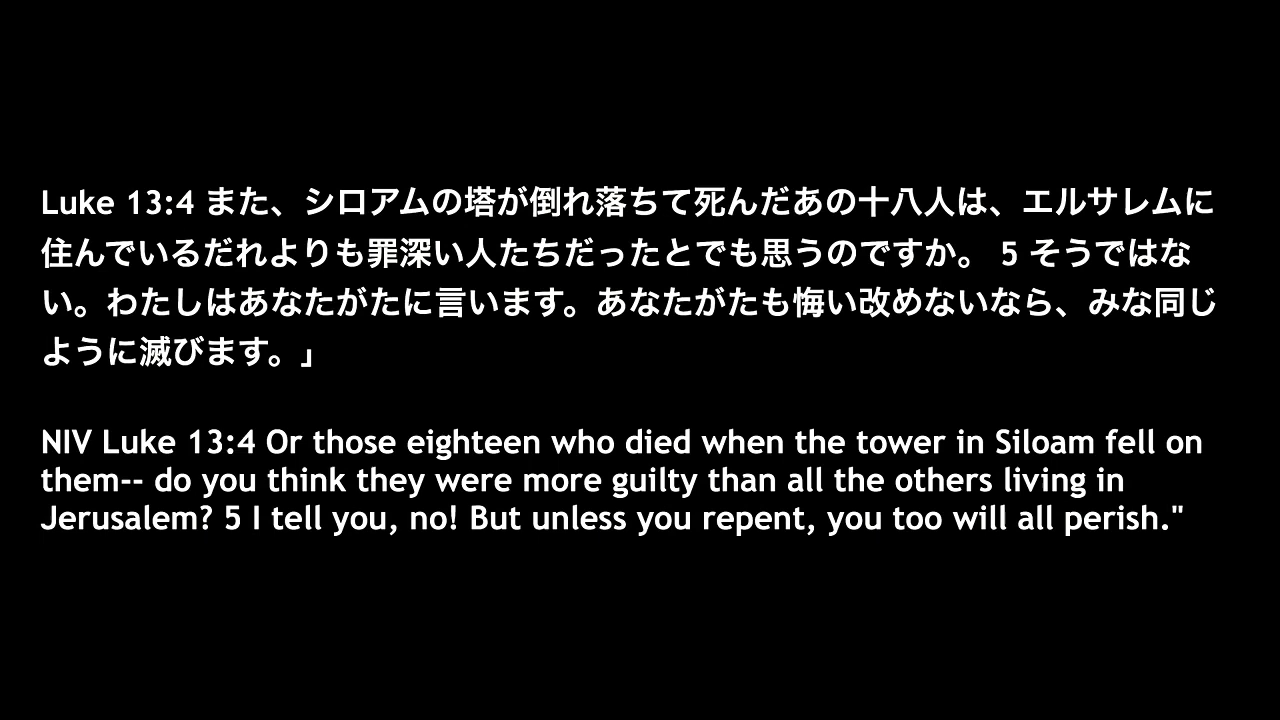 Luke 13:4 また、シロアムの塔が倒れ落ちて死んだあの十八人は、エルサレムに
住んでいるだれよりも罪深い人たちだったとでも思うのですか。 5 そうではな
い。わたしはあなたがたに言います。あなたがたも悔い改めないなら、みな同じ
ように滅びます。」
NIV Luke 13:4 Or those eighteen who died when the tower in Siloam fell on
them-- do you think they were more guilty than all the others living in
Jerusalem? 5 I tell you, no! But unless you repent, you too will all perish."